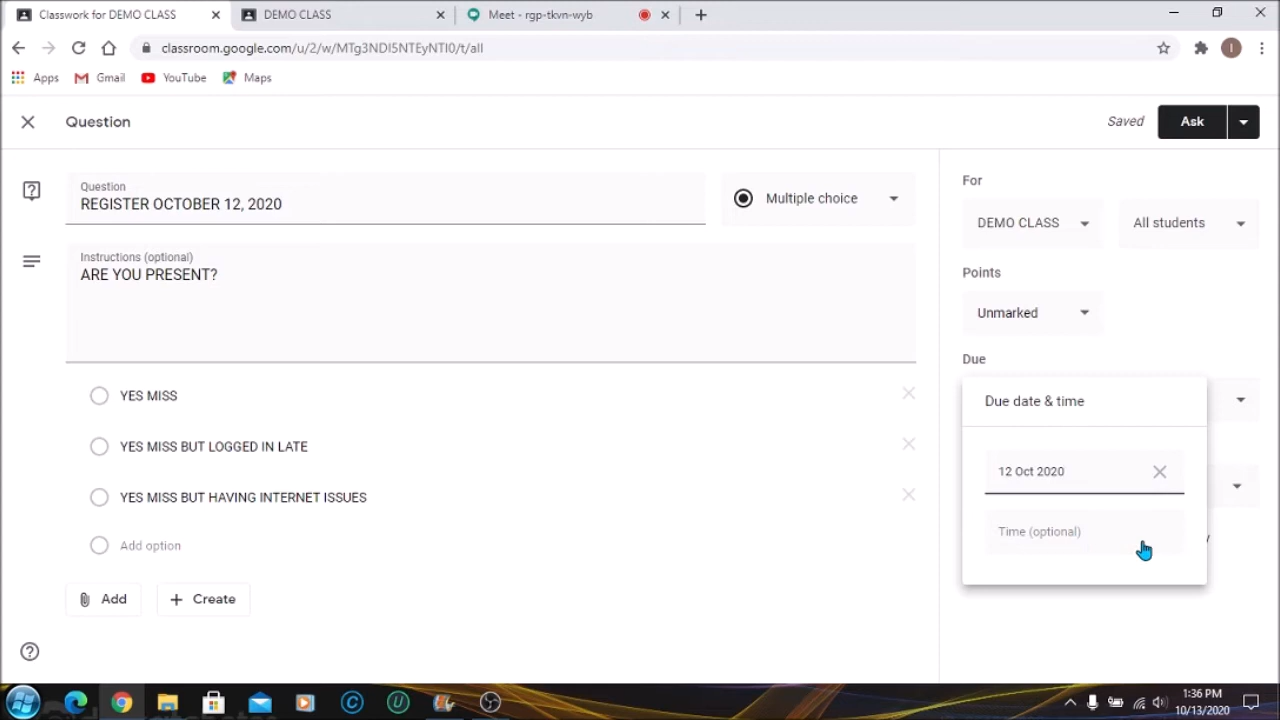 Classwork for DEMO CLASS
DEMO CLASS
Meet - rgp-tkvn-wyb
classroom.google.com/u/2/w/MTg3NDI5NTEyNTI0/t/all
I
Apps
Gmail
YouTube
Maps
Question
Saved
Ask
Question
REGISTER OCTOBER 12, 2020
Multiple choice
Instructions (optional)
ARE YOU PRESENT?
YES MISS
YES MISS BUT LOGGED IN LATE
YES MISS BUT HAVING INTERNET ISSUES
Add option
Add
Create
For
DEMO CLASS
All students
Points
Unmarked
Due
Due date & time
12 Oct 2020
Time (optional)
1:36 PM
10/13/2020